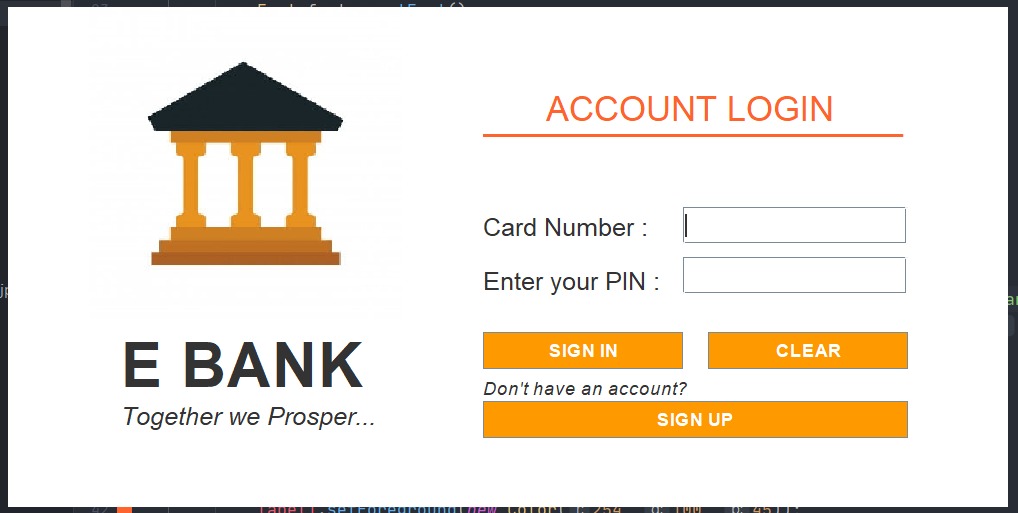 ACCOUNT LOGIN
Card Number :
Enter your PIN :
SIGN IN
CLEAR
Don't have an account?
SIGN UP
E BANK
Together we Prosper...